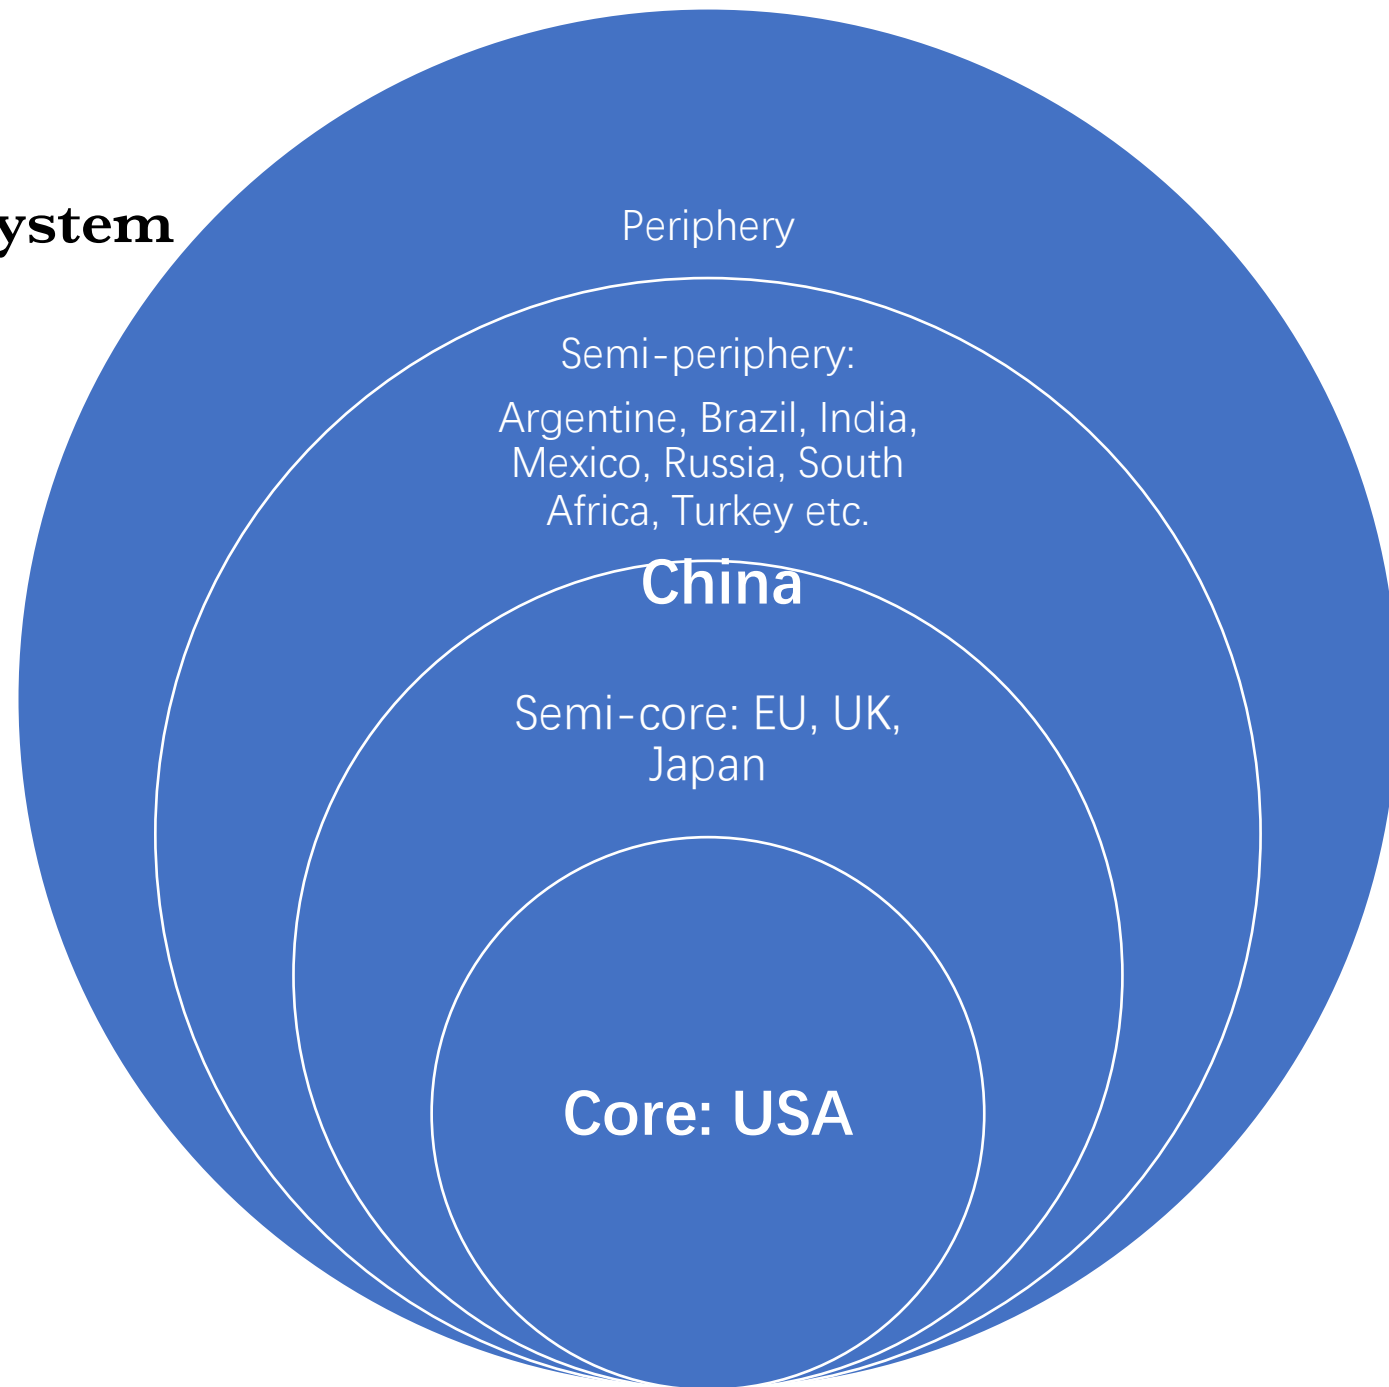 ystem
Periphery
Semi-periphery:
Argentine, Brazil, India,
Mexico, Russia, South
Africa, Turkey etc.
China
Semi-core: EU, UK,
Japan
Core: USA